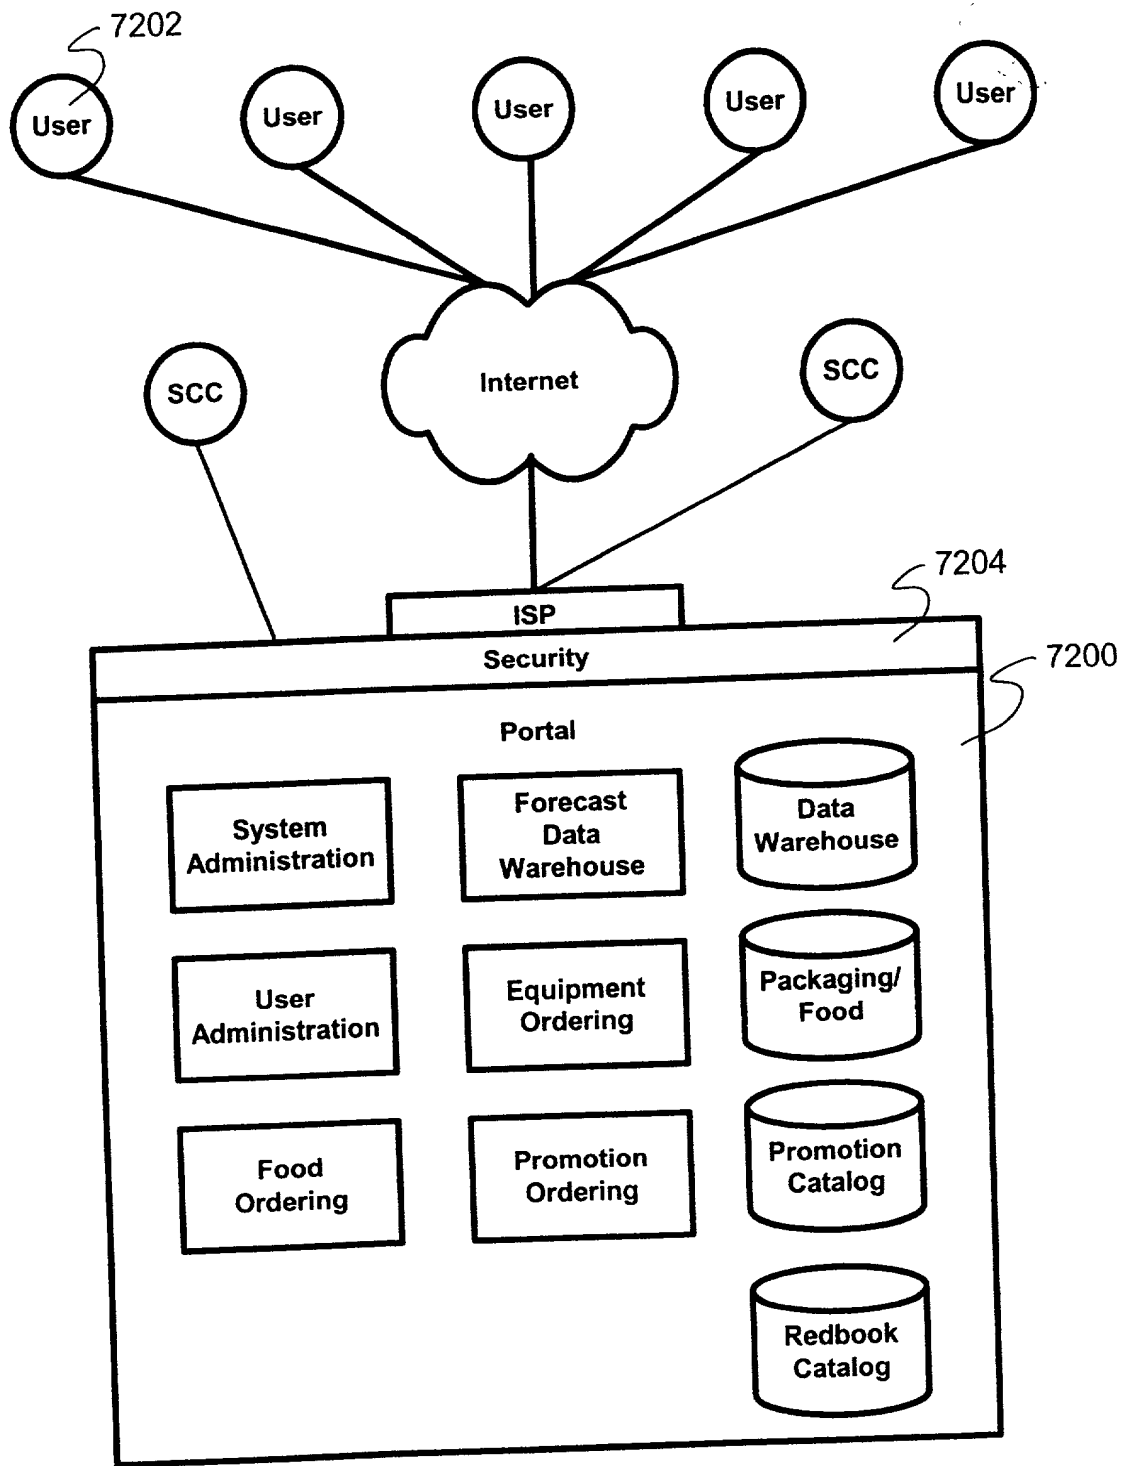 7202
User
User
User
User
User
Internet
SCC
SCC
7204
ISP
Security
7200
Portal
System
Administration
Forecast
Data
Warehouse
Data
Warehouse
User
Administration
Equipment
Ordering
Packaging/
Food
Food
Ordering
Promotion
Ordering
Promotion
Catalog
Redbook
Catalog